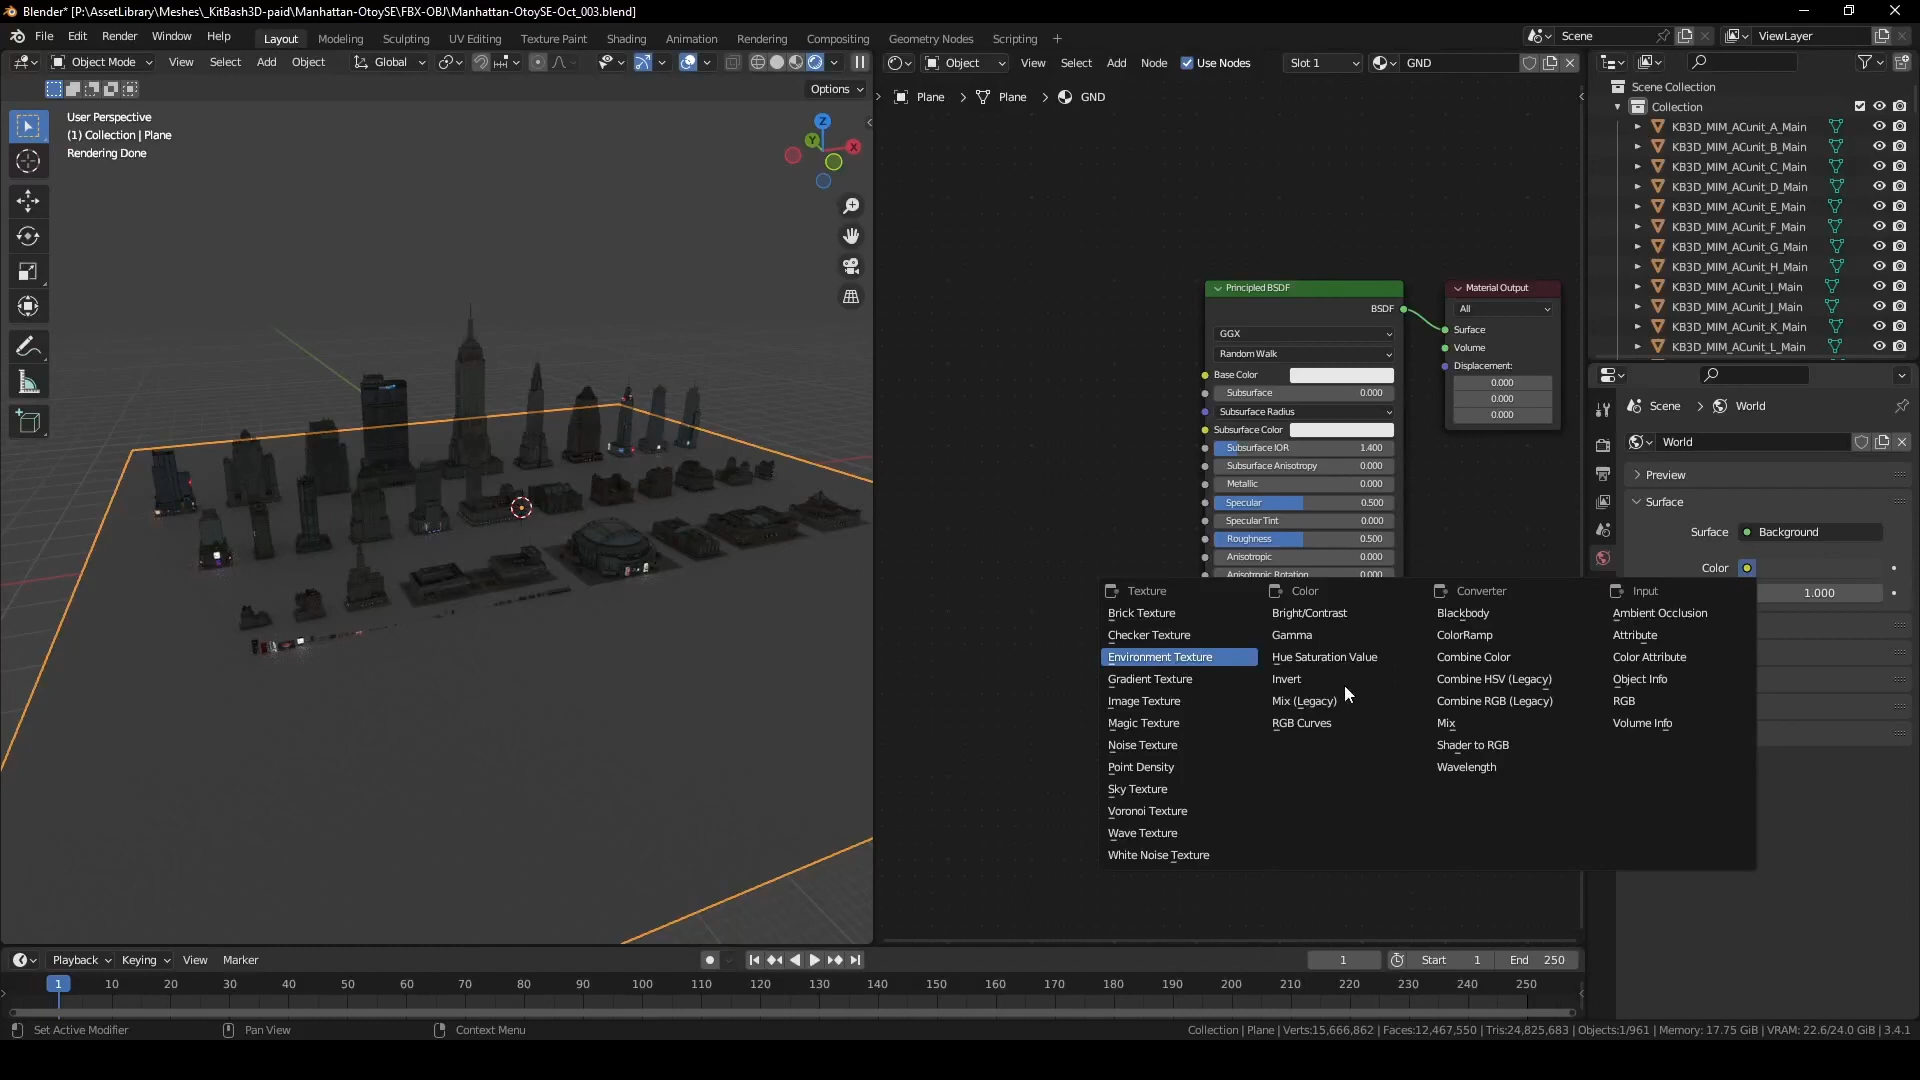 Blender* [P:\AssetLibrary\Meshes\_KitBash3D-paid\Manhattan-OtoySE\FBX-OBJ\Manhattan-OtoySE-Oct_003.blend]
File Edit Render Window Help Layout Modeling Sculpting UV Editing Texture Paint Shading Animation Rendering Compositing Geometry Nodes Scripting + Scene ViewLayer
Object Mode View Select Add Object Global Object View Select Add Node Use Nodes Slot 1 GND
Options
Plane > Plane > GND
User Perspective
(1) Collection | Plane
Rendering Done
Z
Y
X
Scene Collection
Collection
KB3D_MIM_ACunit_A_Main
KB3D_MIM_ACunit_B_Main
KB3D_MIM_ACunit_C_Main
KB3D_MIM_ACunit_D_Main
KB3D_MIM_ACunit_E_Main
KB3D_MIM_ACunit_F_Main
KB3D_MIM_ACunit_G_Main
KB3D_MIM_ACunit_H_Main
KB3D_MIM_ACunit_I_Main
KB3D_MIM_ACunit_J_Main
KB3D_MIM_ACunit_K_Main
KB3D_MIM_ACunit_L_Main
Principled BSDF
BSDF
GGX
Random Walk
Base Color
Subsurface 0.000
Subsurface Radius
Subsurface Color
Subsurface IOR 1.400
Subsurface Anisotropy 0.000
Metallic 0.000
Specular 0.500
Specular Tint 0.000
Roughness 0.500
Anisotropic 0.000
Anisotropic Rotation 0.000
Material Output
All
Surface
Volume
Displacement:
0.000
0.000
0.000
Scene > World
World
Preview
Surface
Surface Background
Color
1.000
Texture
Brick Texture
Checker Texture
Environment Texture
Gradient Texture
Image Texture
Magic Texture
Noise Texture
Point Density
Sky Texture
Voronoi Texture
Wave Texture
White Noise Texture
Color
Bright/Contrast
Gamma
Hue Saturation Value
Invert
Mix (Legacy)
RGB Curves
Converter
Blackbody
ColorRamp
Combine Color
Combine HSV (Legacy)
Combine RGB (Legacy)
Mix
Shader to RGB
Wavelength
Input
Ambient Occlusion
Attribute
Color Attribute
Object Info
RGB
Volume Info
Playback Keying View Marker 1 Start 1 End 250
1 10 20 30 40 50 60 70 80 90 100 110 120 130 140 150 160 170 180 190 200 210 220 230 240 250
Set Active Modifier Pan View Context Menu Collection | Plane | Verts:15,666,862 | Faces:12,467,550 | Tris:24,825,683 | Objects:1/961 | Memory: 17.75 GiB | VRAM: 22.6/24.0 GiB | 3.4.1